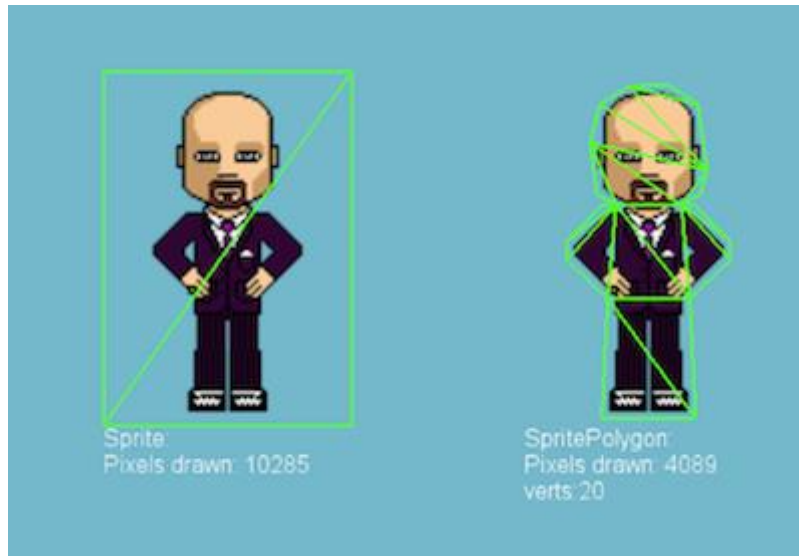 Sprite:
Pixels drawn: 10285
SpritePolygon:
Pixels drawn: 4089
verts:20